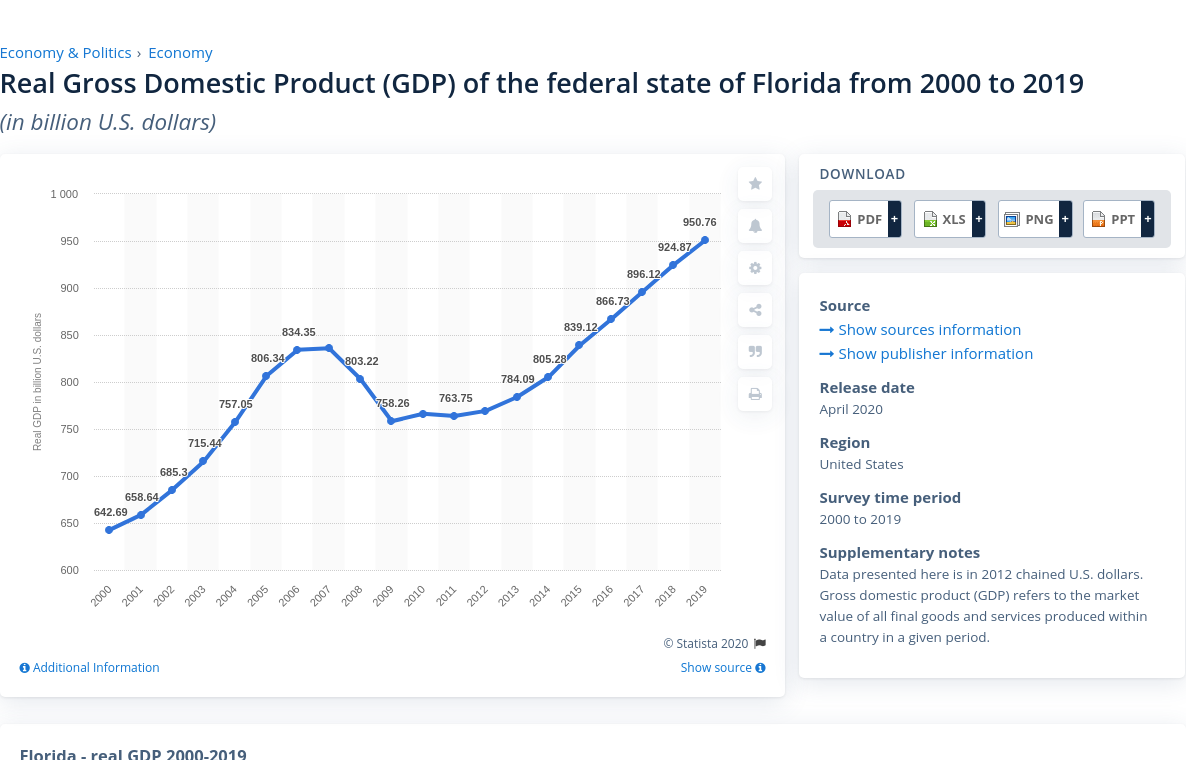 Economy & Politics › Economy
Real Gross Domestic Product (GDP) of the federal state of Florida from 2000 to 2019
(in billion U.S. dollars)
Real GDP in billion U.S. dollars
1 000
950
900
850
800
750
700
650
600
642.69
658.64
685.3
715.44
757.05
806.34
834.35
803.22
758.26
763.75
784.09
805.28
839.12
866.73
896.12
924.87
950.76
2000
2001
2002
2003
2004
2005
2006
2007
2008
2009
2010
2011
2012
2013
2014
2015
2016
2017
2018
2019
© Statista 2020
Additional Information
Show source
DOWNLOAD
PDF +
XLS +
PNG +
PPT +
Source
Show sources information
Show publisher information
Release date
April 2020
Region
United States
Survey time period
2000 to 2019
Supplementary notes
Data presented here is in 2012 chained U.S. dollars.
Gross domestic product (GDP) refers to the market
value of all final goods and services produced within
a country in a given period.
Florida - real GDP 2000-2019